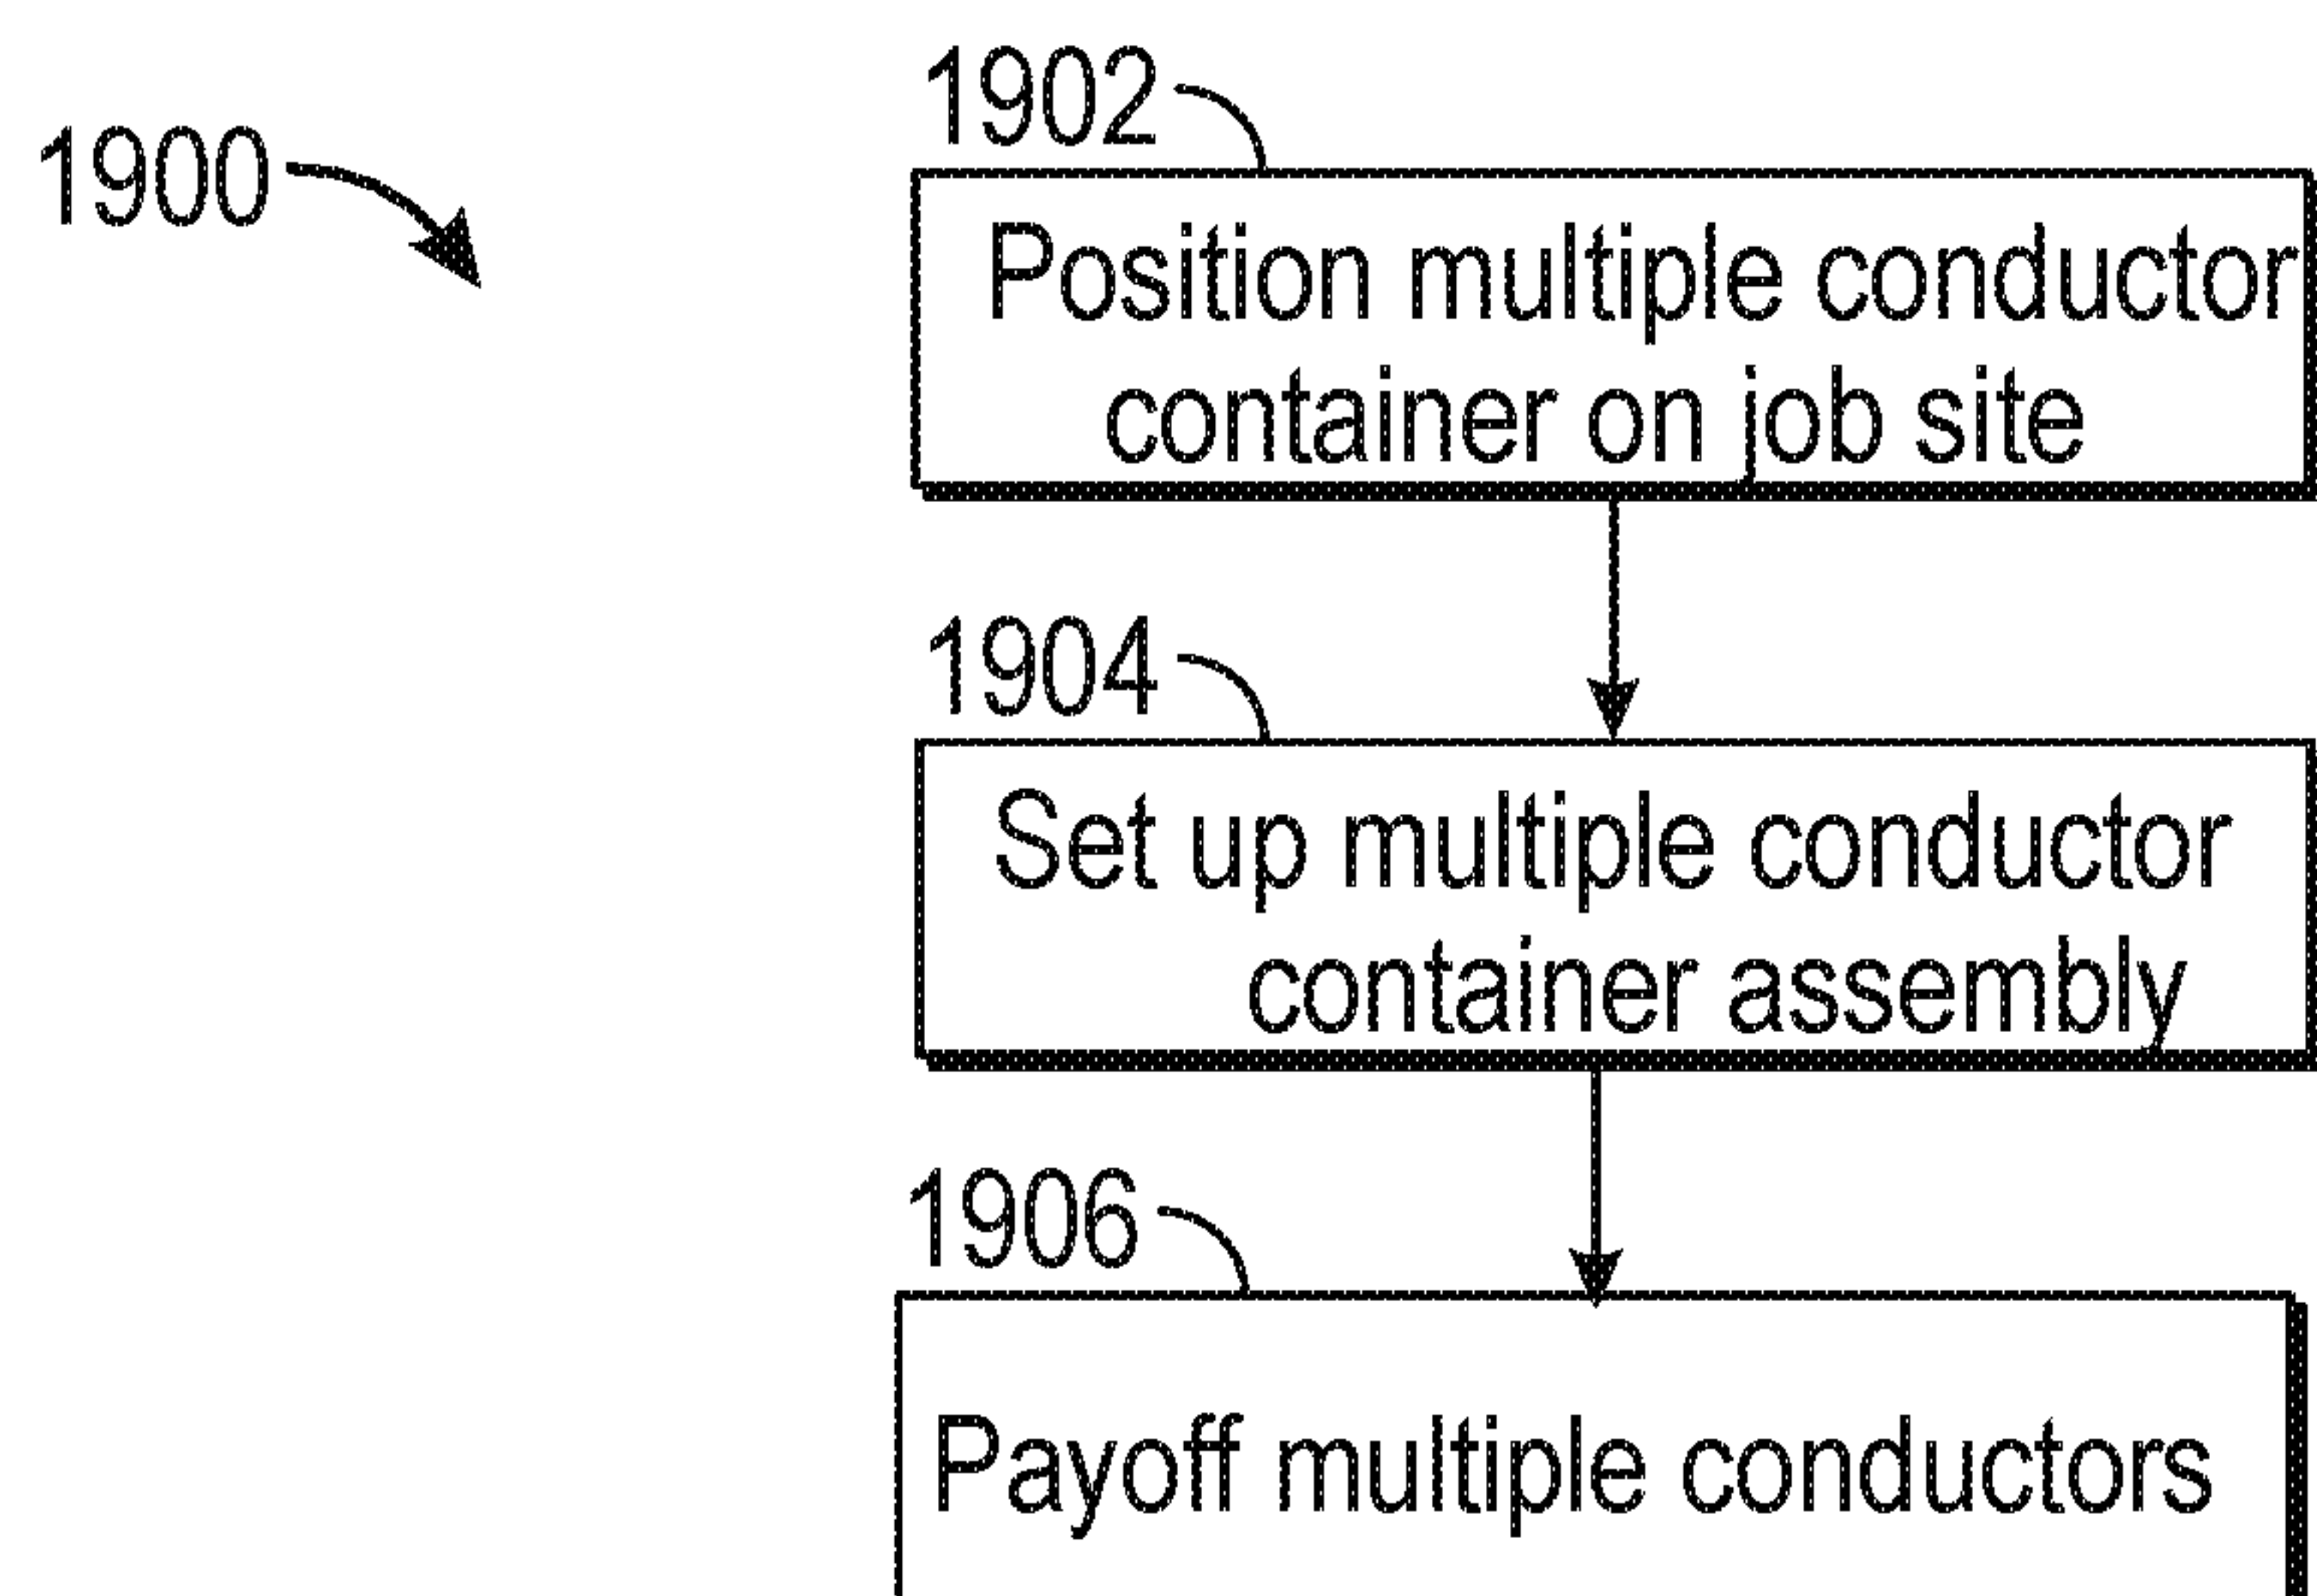 1900
1902
Position multiple conductor
container on job site
1904
Set up multiple conductor
container assembly
1906
Payoff multiple conductors